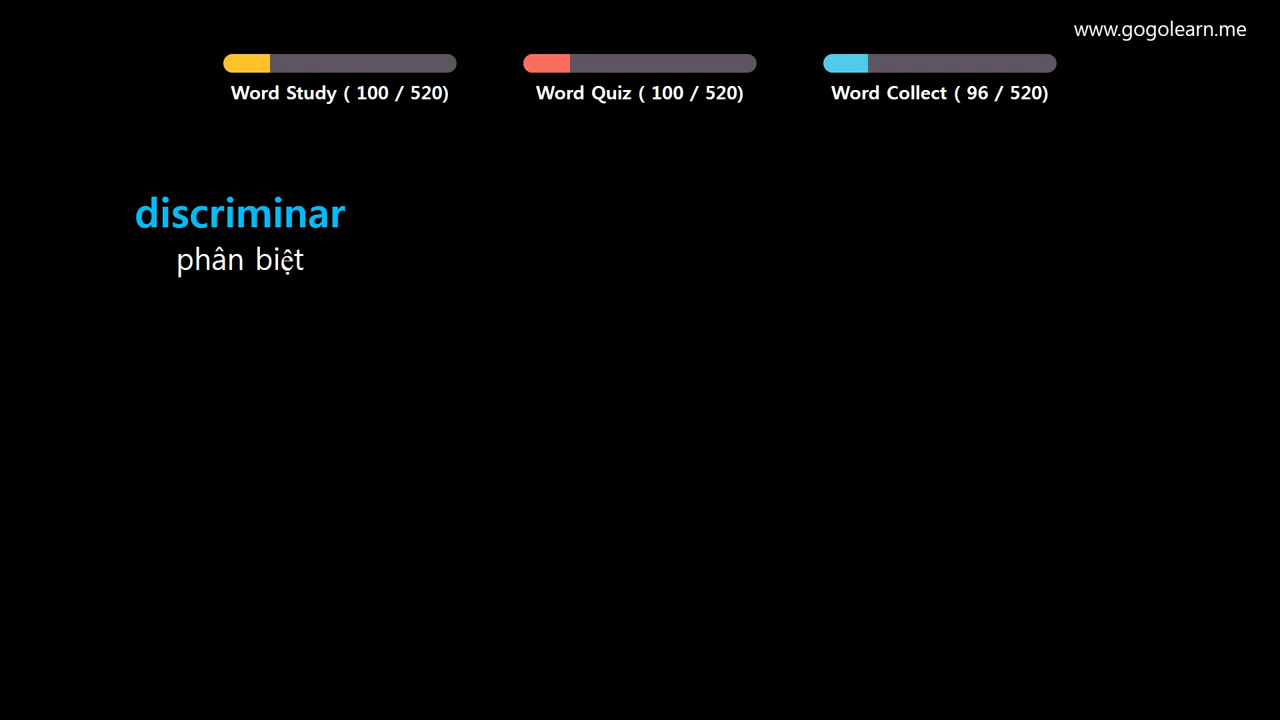 www.gogolearn.me
Word Study ( 100 / 520)
Word Quiz ( 100 / 520)
Word Collect ( 96 / 520)
discriminar
phân biệt